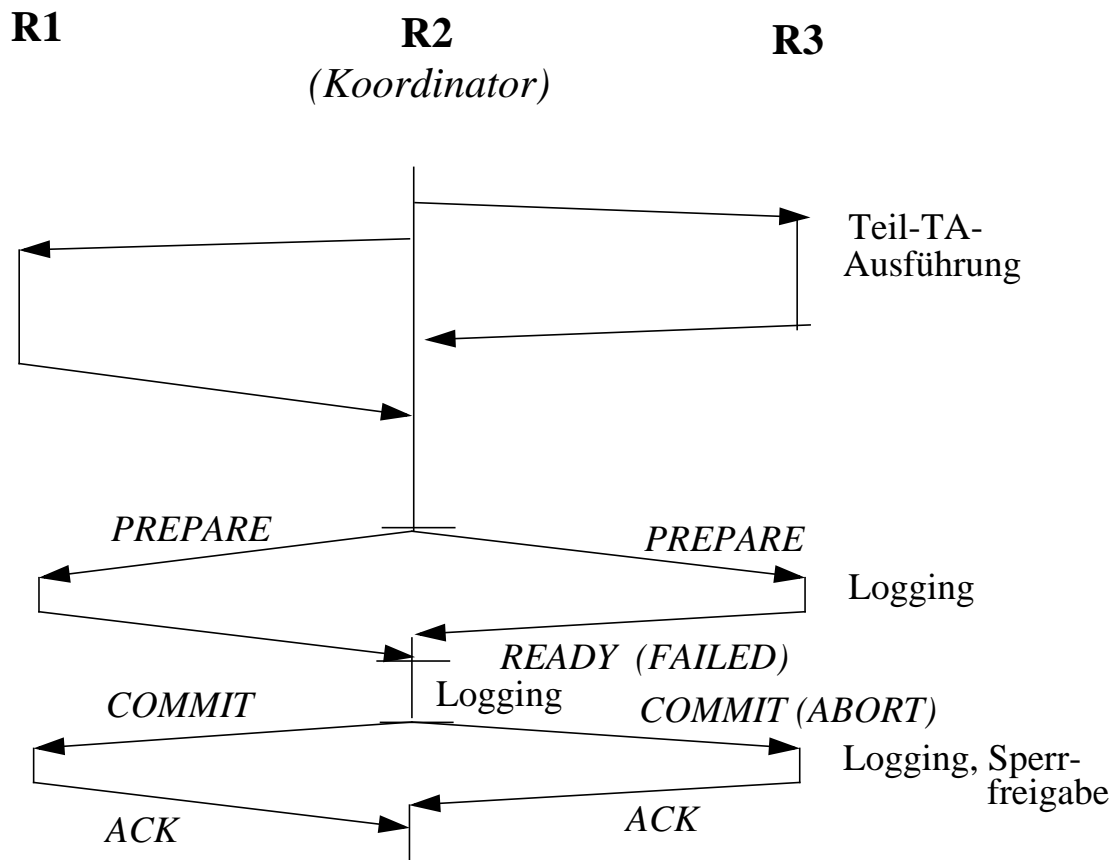 R1
R2
R3
(Koordinator)
Teil-TA-
Ausführung
PREPARE
PREPARE
Logging
READY (FAILED)
Logging
COMMIT
COMMIT (ABORT)
Logging, Sperr-
freigabe
ACK
ACK